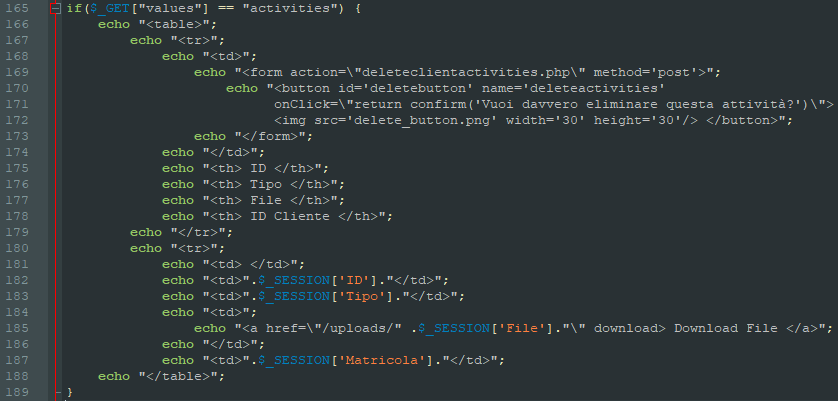 165 if($_GET["values"] == "activities") {
166 echo "<table>";
167 echo "<tr>";
168 echo "<td>";
169 echo "<form action=\"deleteclientactivities.php\" method='post'>";
170 echo "<button id='deletebutton' name='deleteactivities'
171 onClick=\"return confirm('Vuoi davvero eliminare questa attività?')\">
172 <img src='delete_button.png' width='30' height='30'/> </button>";
173 echo "</form>";
174 echo "</td>";
175 echo "<th> ID </th>";
176 echo "<th> Tipo </th>";
177 echo "<th> File </th>";
178 echo "<th> ID Cliente </th>";
179 echo "</tr>";
180 echo "<tr>";
181 echo "<td> </td>";
182 echo "<td>".$_SESSION['ID']."</td>";
183 echo "<td>".$_SESSION['Tipo']."</td>";
184 echo "<td>";
185 echo "<a href=\"/uploads/" .$_SESSION['File']."\" download> Download File </a>";
186 echo "</td>";
187 echo "<td>".$_SESSION['Matricola']."</td>";
188 echo "</table>";
189 }